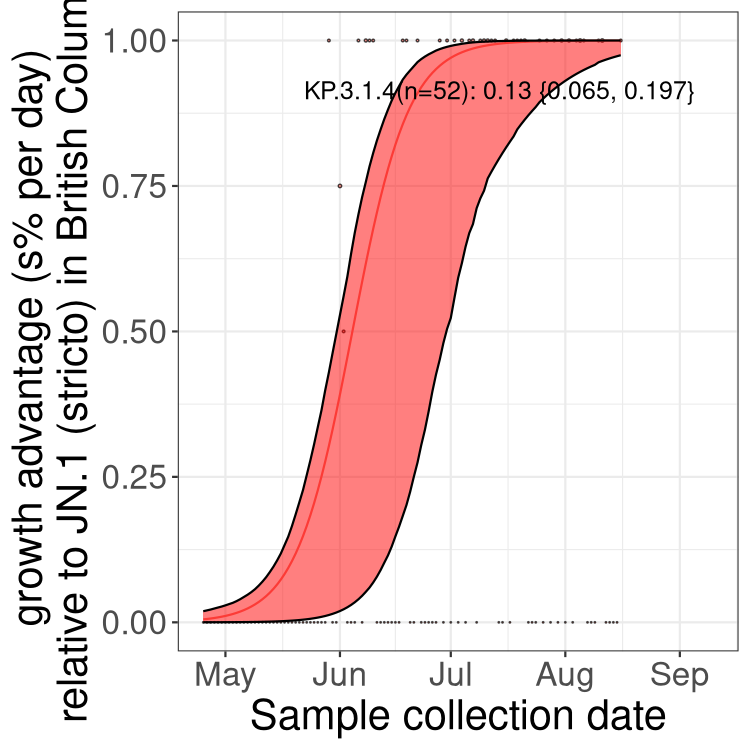 growth advantage (s% per day)
relative to JN.1 (stricto) in British Colum
1.00
0.75
0.50
0.25
0.00
KP.3.1.4(n=52): 0.13 {0.065, 0.197}
May Jun Jul Aug Sep
Sample collection date